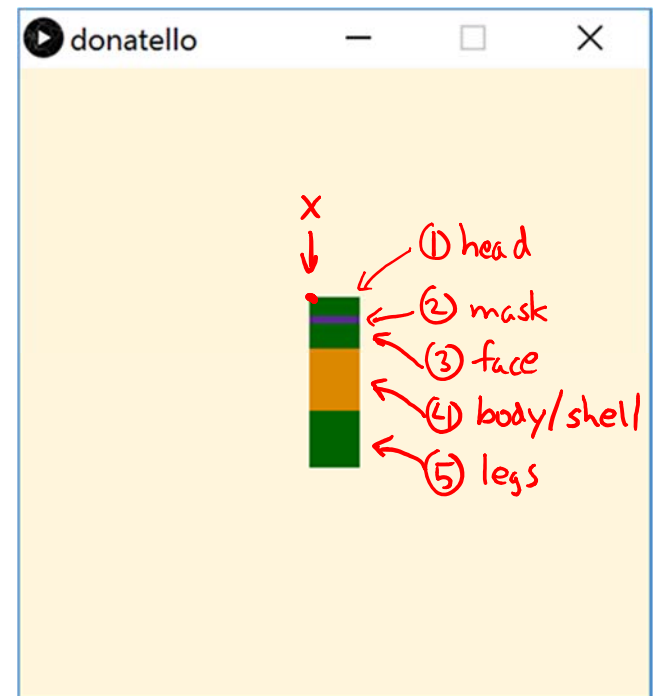 donatello
X
① head
② mask
③ face
④ body/shell
⑤ legs